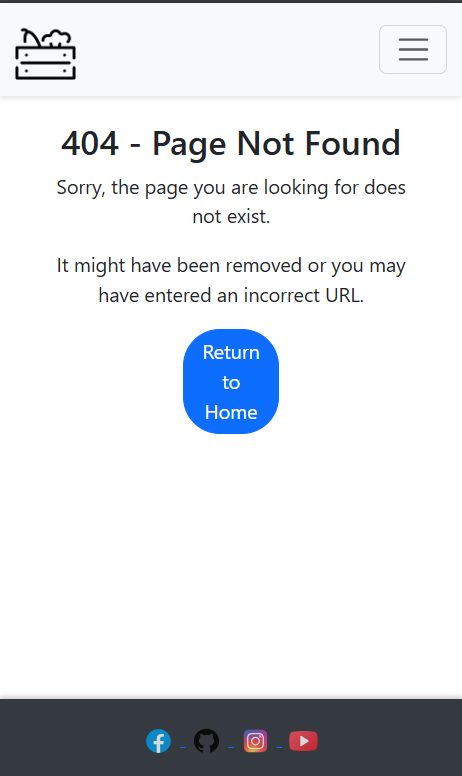 404 - Page Not Found
Sorry, the page you are looking for does
not exist.
It might have been removed or you may
have entered an incorrect URL.
Return
to
Home